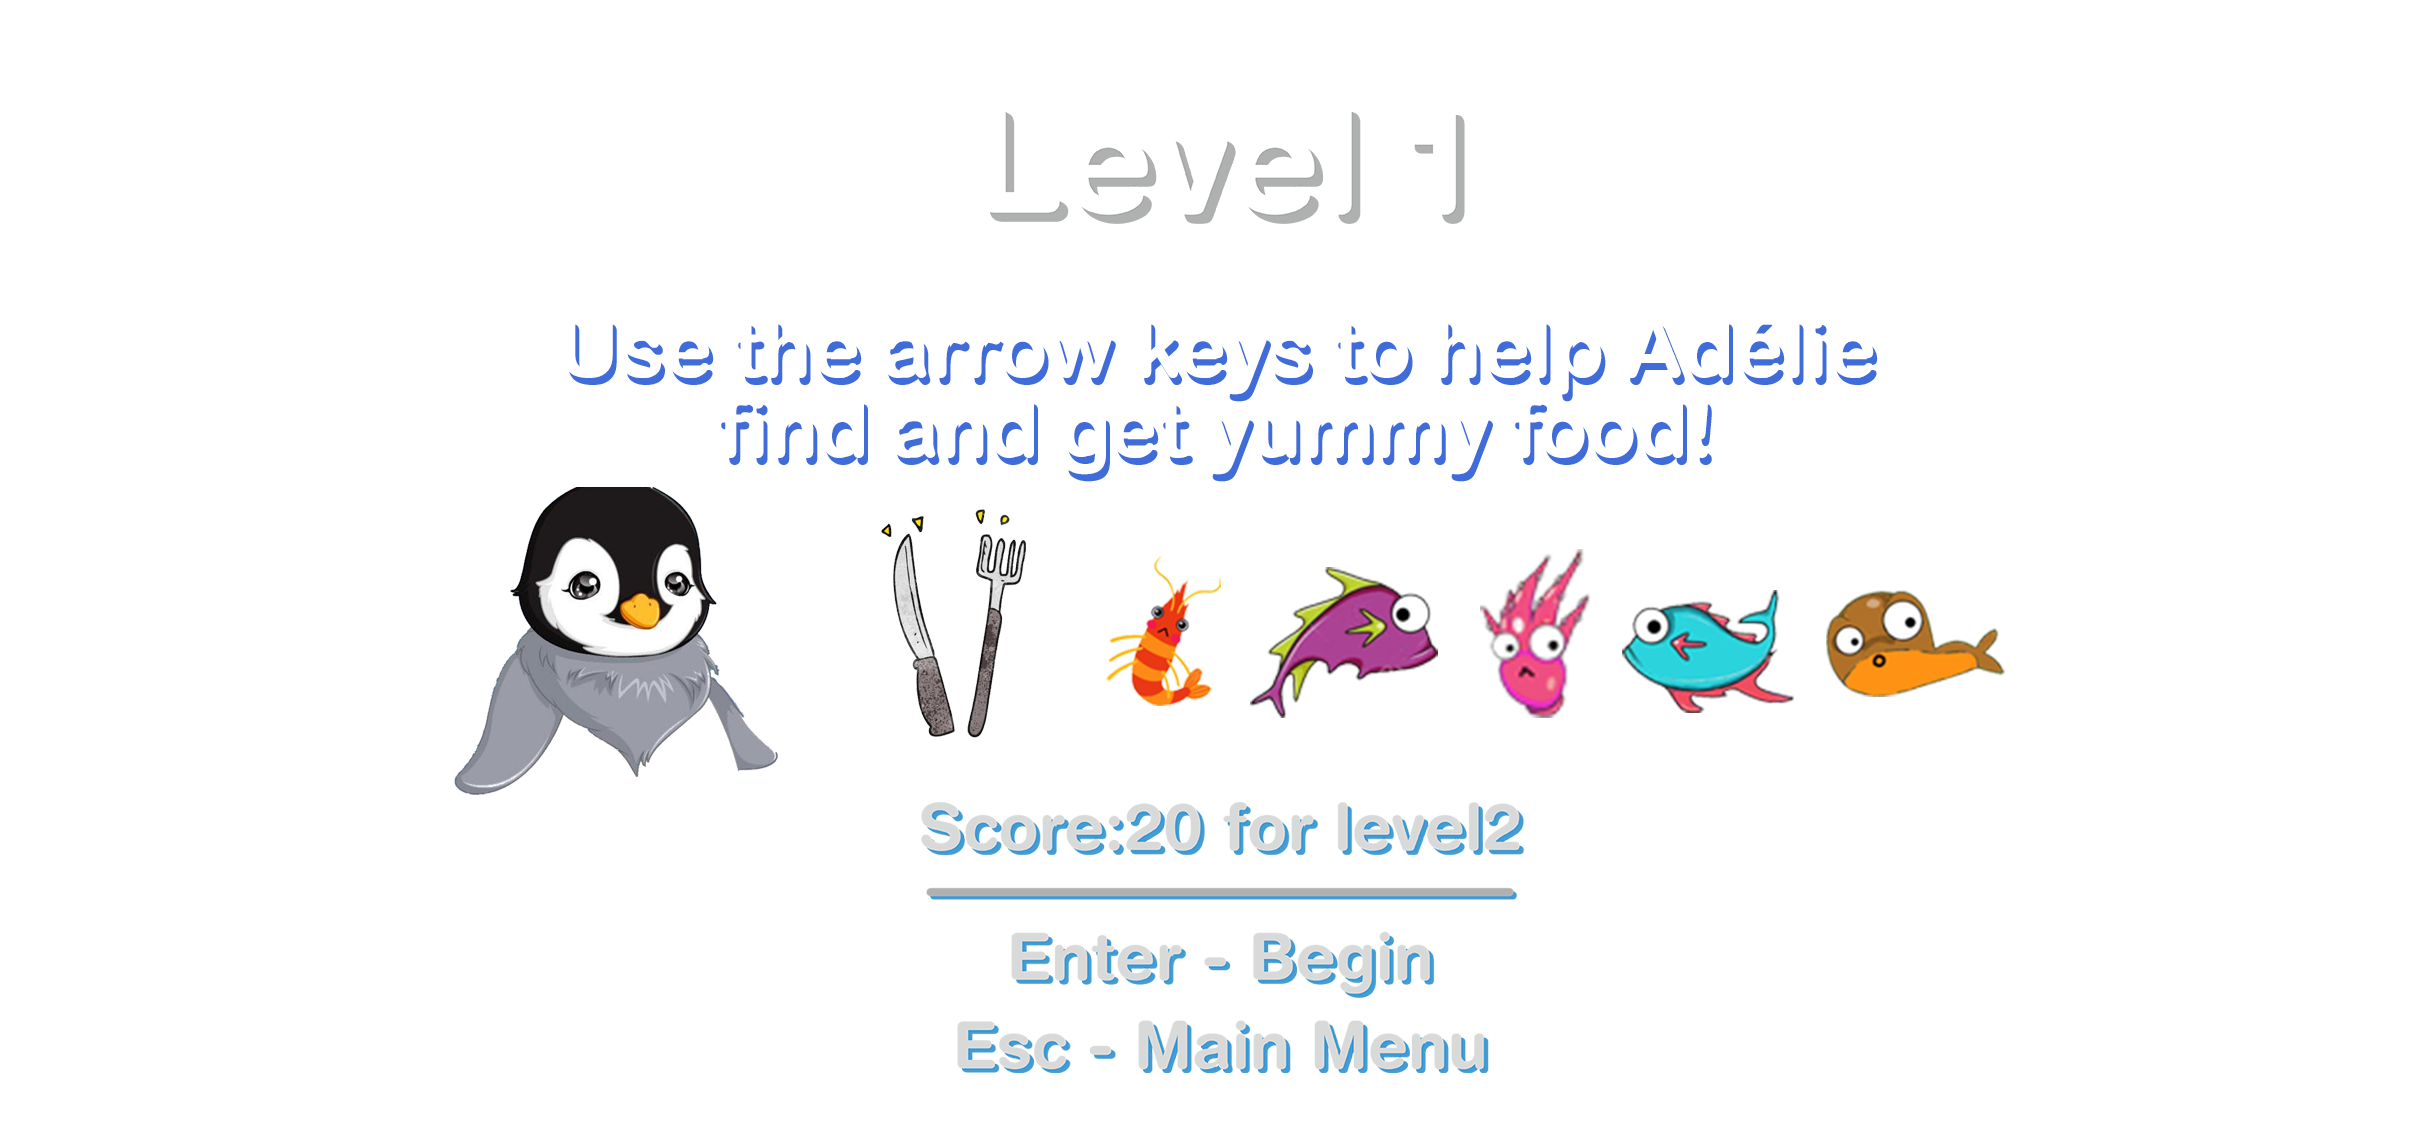 Level 1
Use the arrow keys to help Adélie
find and get yummy food!
Score:20 for level2
Enter - Begin
Esc - Main Menu